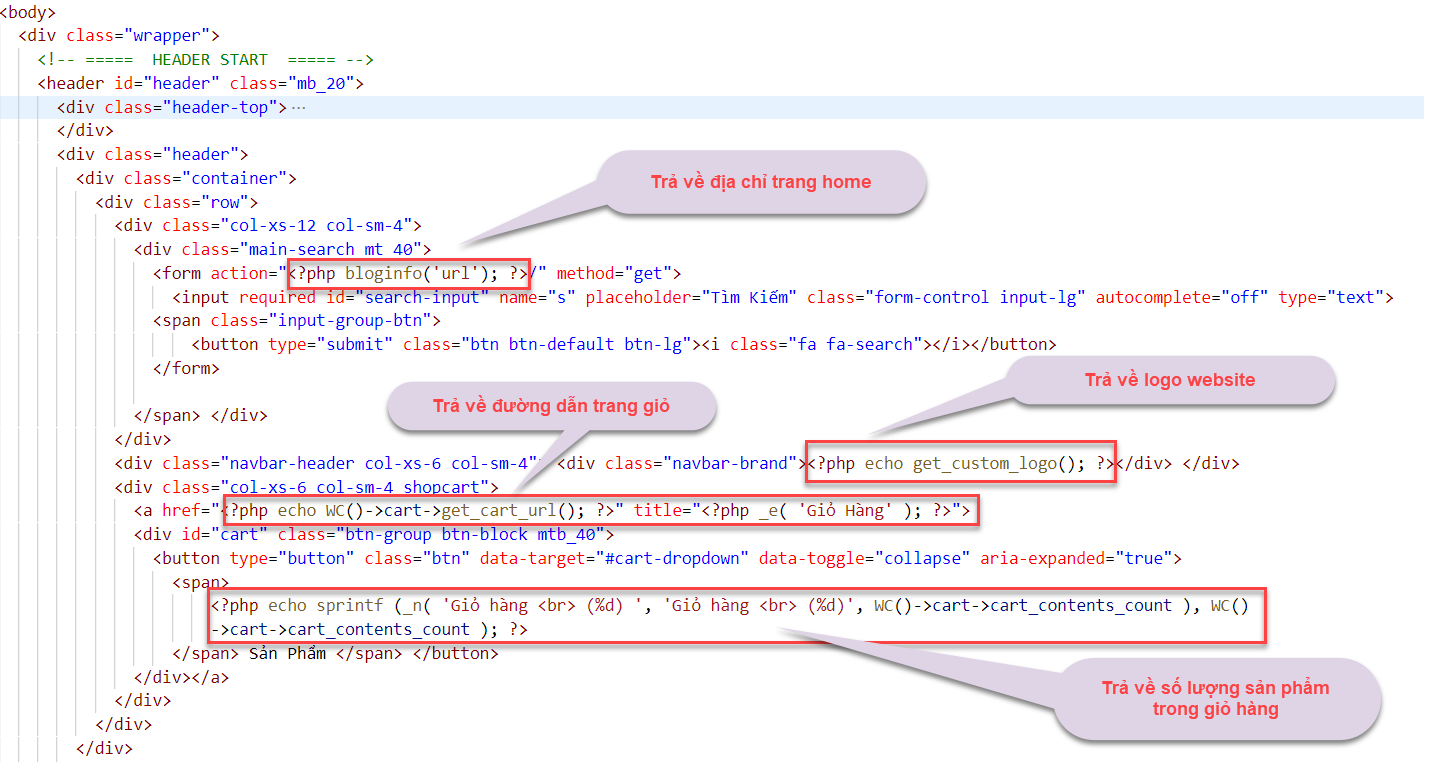 <body>
<div class="wrapper">
<!-- =====  HEADER START  ===== -->
<header id="header" class="mb_20">
<div class="header-top"> ...
</div>
<div class="header">
<div class="container">
Trả về địa chỉ trang home
<div class="row">
<div class="col-xs-12 col-sm-4">
<div class="main-search mt_40">
<form action="<?php bloginfo('url'); ?>/" method="get">
<input required id="search-input" name="s" placeholder="Tìm Kiếm" class="form-control input-lg" autocomplete="off" type="text">
<span class="input-group-btn">
<button type="submit" class="btn btn-default btn-lg"><i class="fa fa-search"></i></button>
</form>
Trả về logo website
Trả về đường dẫn trang giỏ
</span> </div>
</div>
<div class="navbar-header col-xs-6 col-sm-4"> <div class="navbar-brand"><?php echo get_custom_logo(); ?></div> </div>
<div class="col-xs-6 col-sm-4 shopcart">
<a href="<?php echo WC()->cart->get_cart_url(); ?>" title="<?php _e( 'Giỏ Hàng' ); ?>">
<div id="cart" class="btn-group btn-block mtb_40">
<button type="button" class="btn" data-target="#cart-dropdown" data-toggle="collapse" aria-expanded="true">
<span>
<?php echo sprintf (_n( 'Giỏ hàng <br> (%d) ', 'Giỏ hàng <br> (%d)', WC()->cart->cart_contents_count ), WC()
->cart->cart_contents_count ); ?>
</span> Sản Phẩm </span> </button>
</div></a>
Trả về số lượng sản phẩm
trong giỏ hàng
</div>
</div>
</div>